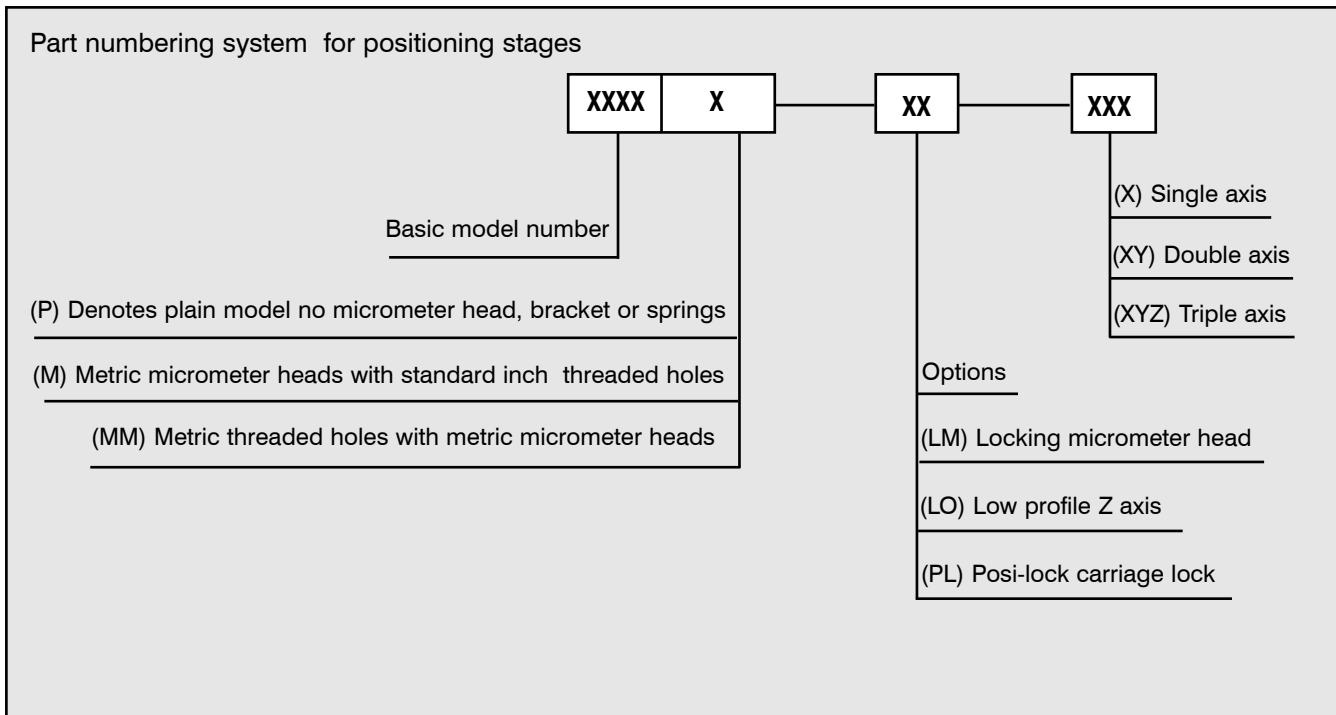 Part numbering system  for positioning stages
XXXX X XX XXX
(X) Single axis
Basic model number
(XY) Double axis
(P) Denotes plain model no micrometer head, bracket or springs
(XYZ) Triple axis
(M) Metric micrometer heads with standard inch  threaded holes
Options
(MM) Metric threaded holes with metric micrometer heads
(LM) Locking micrometer head
(LO) Low profile Z axis
(PL) Posi-lock carriage lock